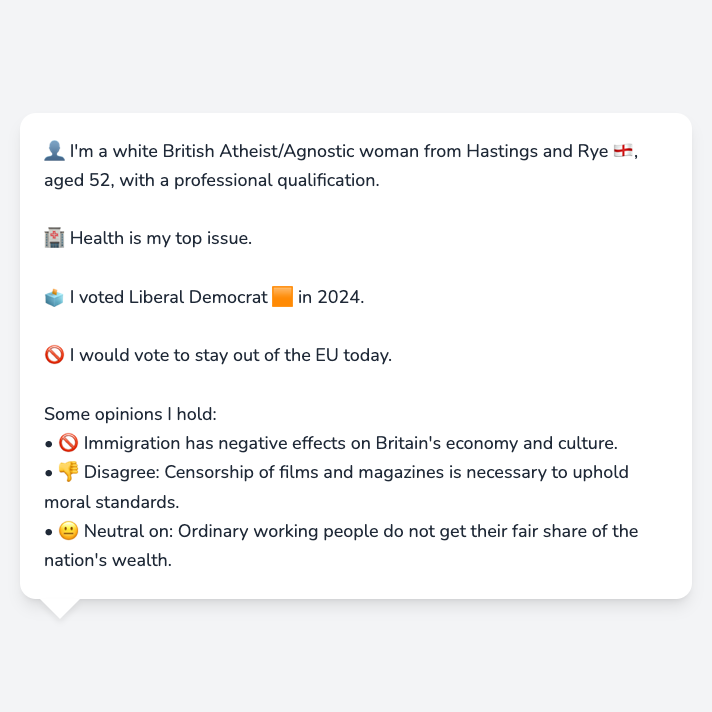 👤 I'm a white British Atheist/Agnostic woman from Hastings and Rye 🏴󠁧󠁢󠁥󠁮󠁧󠁿,
aged 52, with a professional qualification.
🏥 Health is my top issue.
🗳️ I voted Liberal Democrat 🟧 in 2024.
🚫 I would vote to stay out of the EU today.
Some opinions I hold:
• 🚫 Immigration has negative effects on Britain's economy and culture.
• 👎 Disagree: Censorship of films and magazines is necessary to uphold
moral standards.
• 😐 Neutral on: Ordinary working people do not get their fair share of the
nation's wealth.